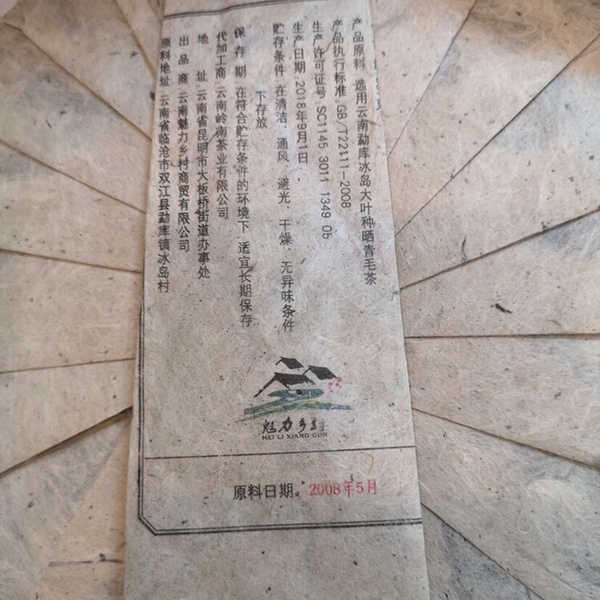 产品原料 选用云南勐库冰岛大叶种晒青毛茶
产品执行标准 GB/T22111-2008
生产许可证号 SC1145 3011 1349 05
生产日期 2018年9月1日
贮存条件 在清洁、通风、避光、干燥、无异味条件
下存放
保存期 在符合贮存条件的环境下 适宜长期保存
代加工商 云南岭南茶业有限公司
地址 云南省昆明市大板桥街道办事处
出品商 云南魅力乡村商贸有限公司
原料地址 云南省临沧市双江县勐库镇冰岛村
魅力乡村
MEI LI XIANG CUN
原料日期: 2008年5月